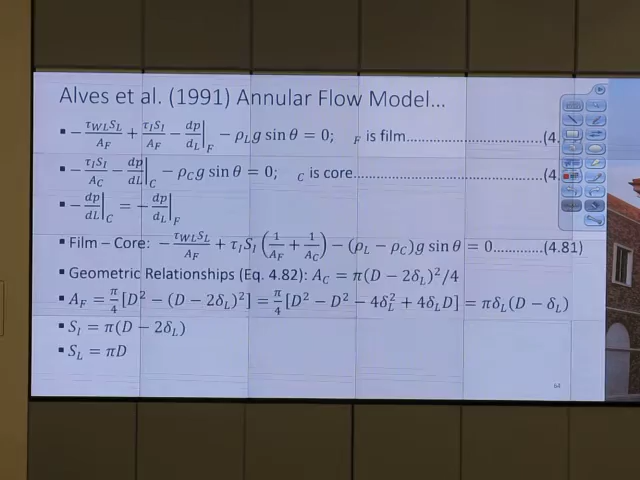 Alves et al. (1991) Annular Flow Model…
▪ −τ_WL S_L/A_F + τ_I S_I/A_F − dp/dL|_F − ρ_L g sin θ = 0; F is film……………………………(4.
▪ −τ_I S_I/A_C − dp/dL|_C − ρ_C g sin θ = 0; C is core……………………………(4.
▪ −dp/dL|_C = −dp/dL|_F
▪ Film – Core: −τ_WL S_L/A_F + τ_I S_I (1/A_F + 1/A_C) − (ρ_L − ρ_C)g sin θ = 0…………(4.81)
▪ Geometric Relationships (Eq. 4.82): A_C = π(D − 2δ_L)²/4
▪ A_F = π/4[D² − (D − 2δ_L)²] = π/4[D² − D² − 4δ_L² + 4δ_L D] = πδ_L(D − δ_L)
▪ S_I = π(D − 2δ_L)
▪ S_L = πD